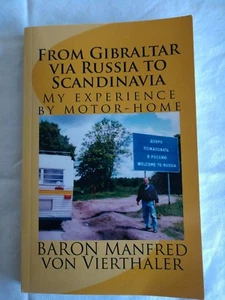 From Gibraltar
via Russia to
Scandinavia
My experience
by motor-home
ДОБРО
ПОЖАЛОВАТЬ
В РОССИЮ
WELCOME TO RUSSIA
BARON Manfred
von Vierthaler